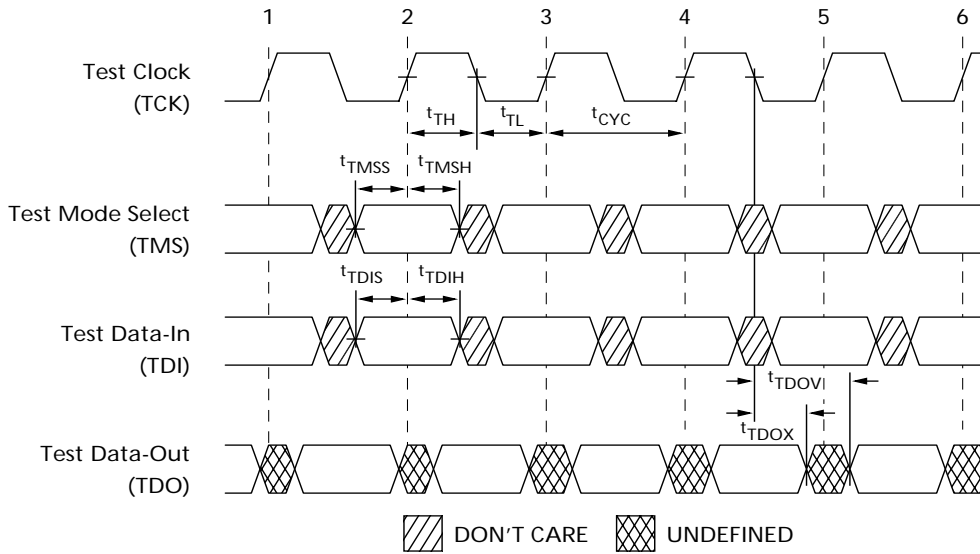 1 2 3 4 5 6
Test Clock
(TCK)
tTH tTL tCYC
tTMSS tTMSH
Test Mode Select
(TMS)
tTDIS tTDIH
Test Data-In
(TDI)
tTDOV
tTDOX
Test Data-Out
(TDO)
DON'T CARE UNDEFINED